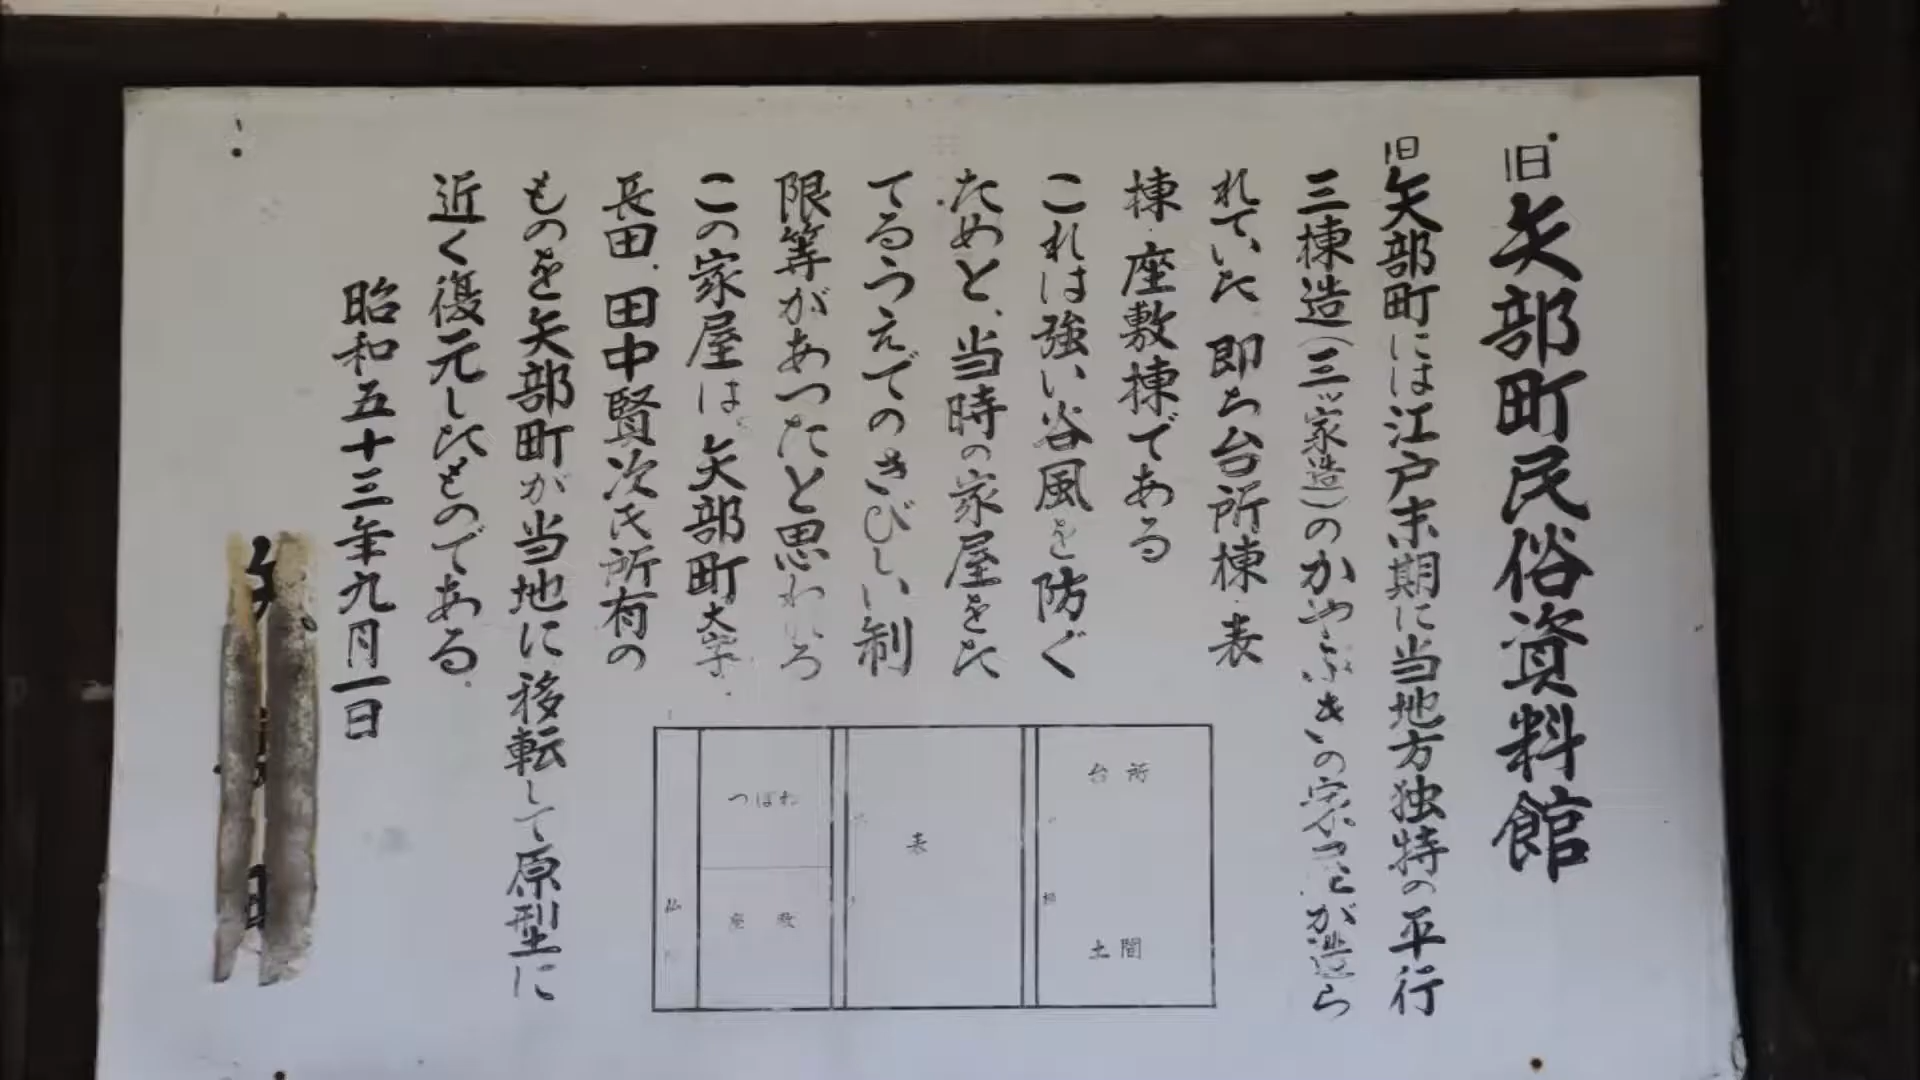 旧矢部町民俗資料館
旧矢部町には江戸末期に当地方独特の平行
三棟造(三ッ家造)のかやぶきの家屋が造ら
れていた。即ち台所棟・表
棟・座敷棟である
これは強い谷風を防ぐ
ためと、当時の家屋をた
てるうえでのきびしい制
限等があつたと思われる
この家屋は矢部町大字
長田、田中賢次氏所有の
ものを矢部町が当地に移転して原型に
近く復元したものである。
昭和五十三年九月一日
台所
土間
表
つぼね
座敷
仏